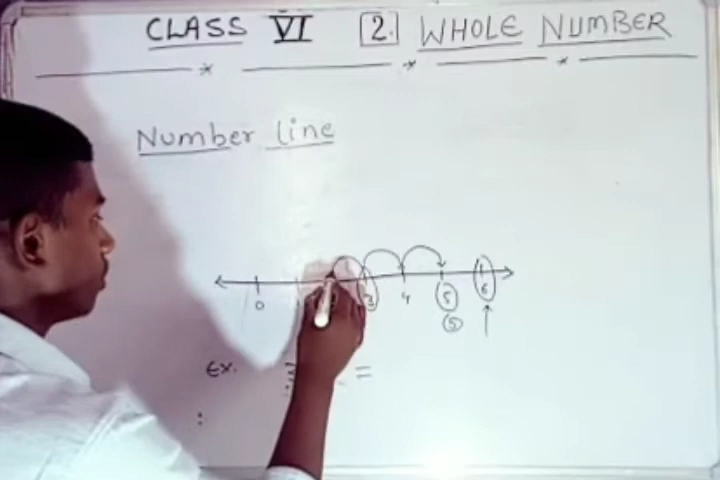 CLASS VI 2. WHOLE NUMBER
Number line
0 3 4 5 6
5
Ex. =
: